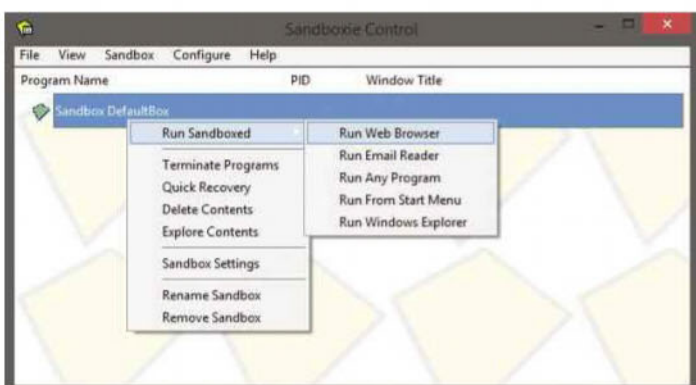 Sandboxie Control
File View Sandbox Configure Help
Program Name PID Window Title
Sandbox DefaultBox
Run Sandboxed
Terminate Programs
Quick Recovery
Delete Contents
Explore Contents
Sandbox Settings
Rename Sandbox
Remove Sandbox
Run Web Browser
Run Email Reader
Run Any Program
Run From Start Menu
Run Windows Explorer